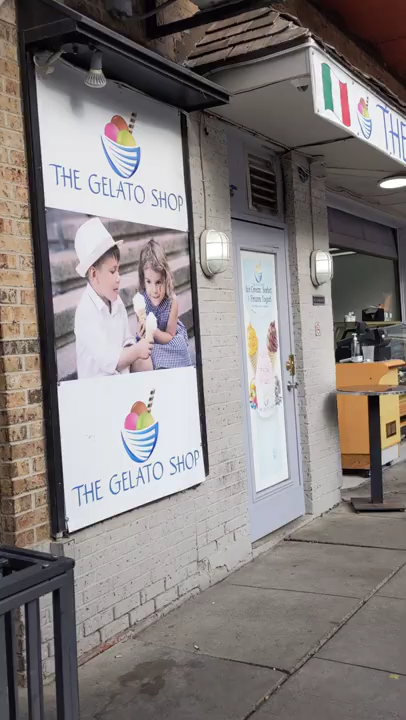 THE GELATO SHOP
THE GELATO SHOP
Ice Cream, Sorbet
& Frozen Yogurt
THE